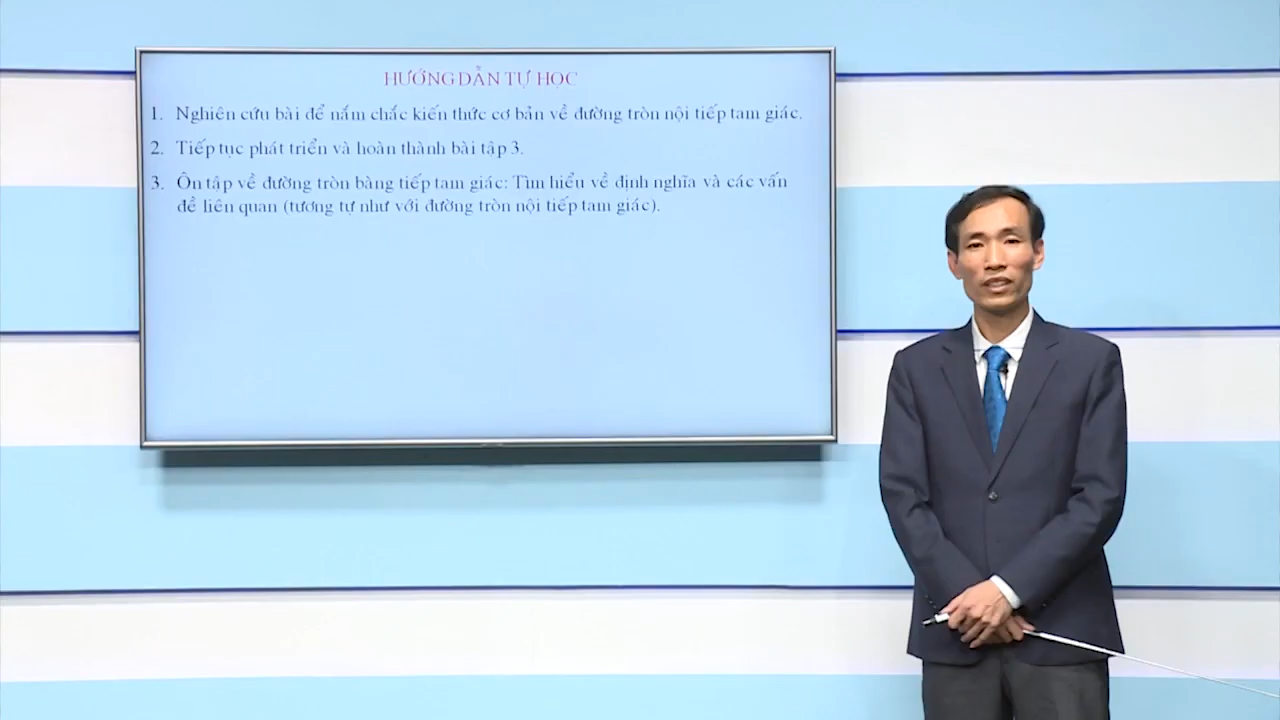 HƯỚNG DẪN TỰ HỌC
1. Nghiên cứu bài để nắm chắc kiến thức cơ bản về đường tròn nội tiếp tam giác.
2. Tiếp tục phát triển và hoàn thành bài tập 3.
3. Ôn tập về đường tròn bàng tiếp tam giác: Tìm hiểu về định nghĩa và các vấn
đề liên quan (tương tự như với đường tròn nội tiếp tam giác).